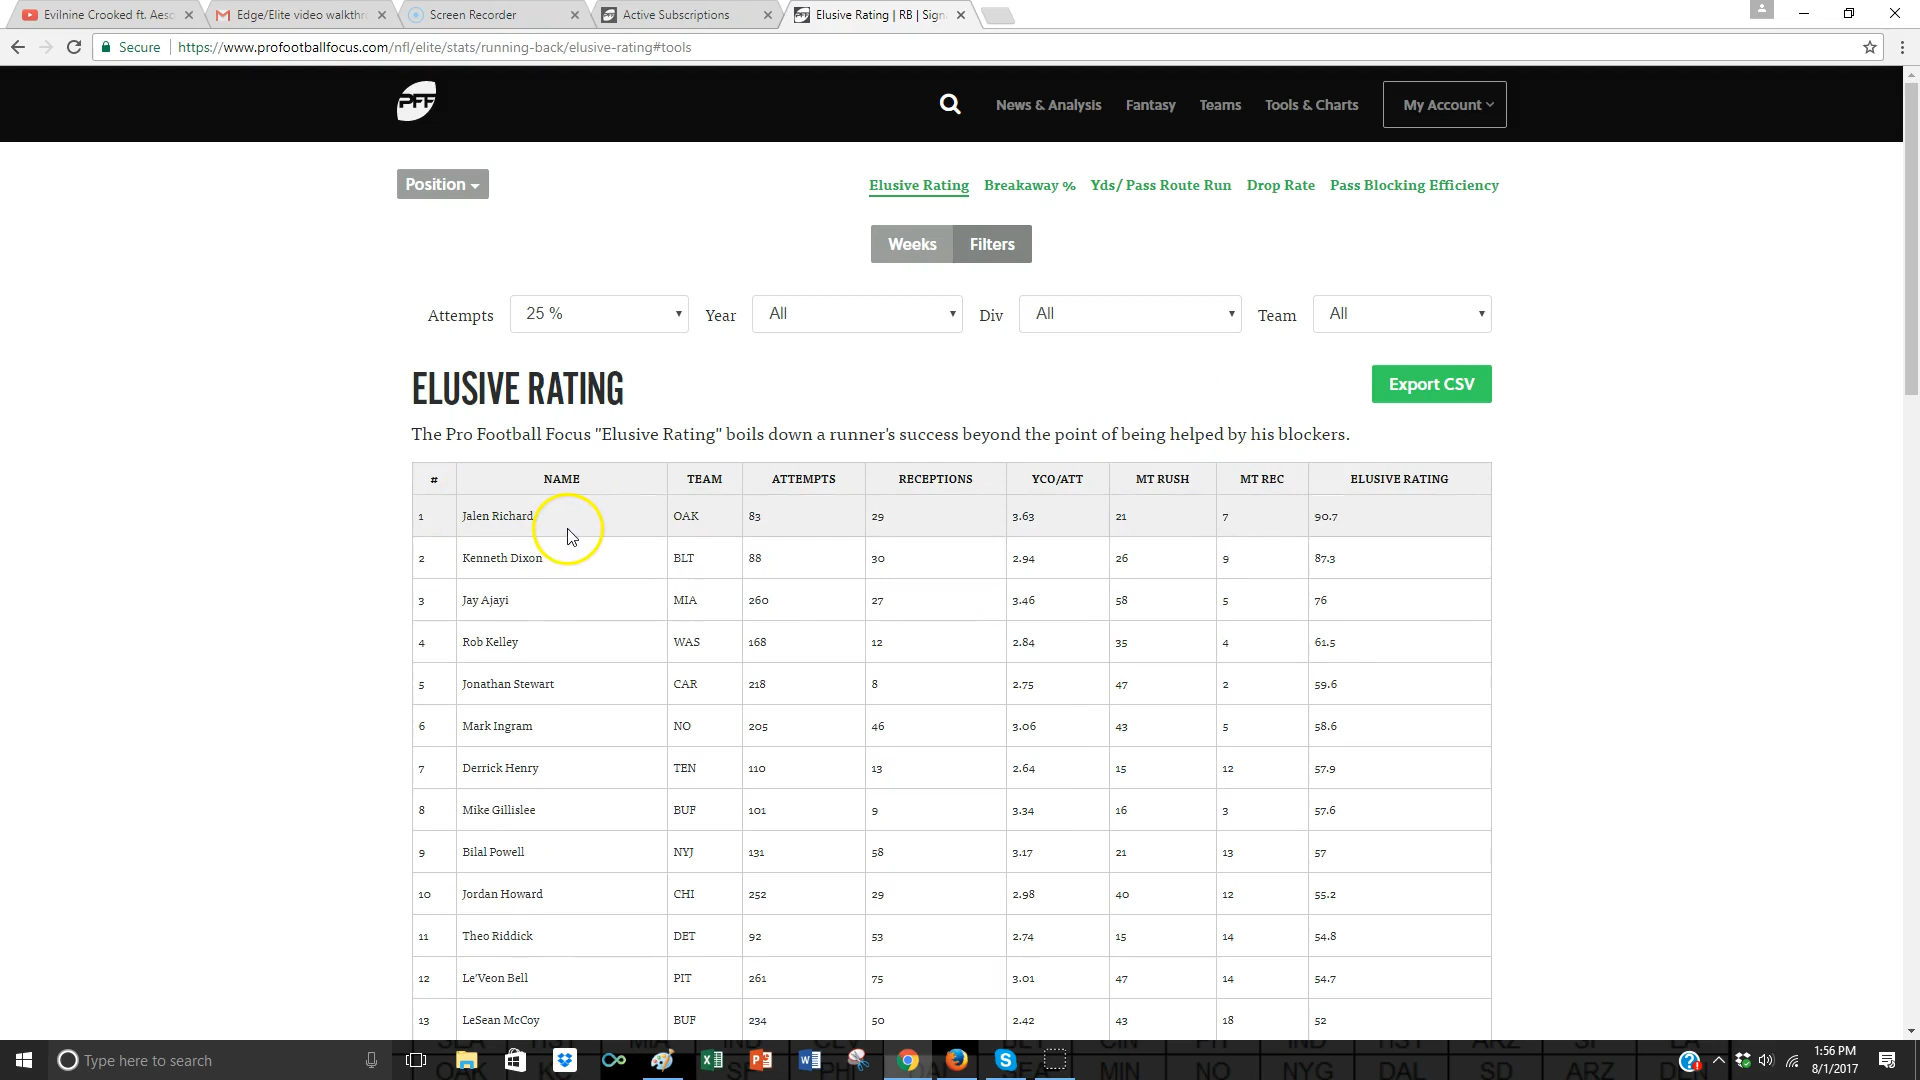 Evilnine Crooked ft. Aeso
Edge/Elite video walkthr
Screen Recorder
Active Subscriptions
Elusive Rating | RB | Sign
Secure
https://www.profootballfocus.com/nfl/elite/stats/running-back/elusive-rating#tools
PFF
News & Analysis
Fantasy
Teams
Tools & Charts
My Account
Position
Elusive Rating
Breakaway %
Yds/ Pass Route Run
Drop Rate
Pass Blocking Efficiency
Weeks
Filters
Attempts 25 % Year All Div All Team All
ELUSIVE RATING
Export CSV
The Pro Football Focus "Elusive Rating" boils down a runner's success beyond the point of being helped by his blockers.
# NAME TEAM ATTEMPTS RECEPTIONS YCO/ATT MT RUSH MT REC ELUSIVE RATING
1 Jalen Richard OAK 83 29 3.63 21 7 90.7
2 Kenneth Dixon BLT 88 30 2.94 26 9 87.3
3 Jay Ajayi MIA 260 27 3.46 58 5 76
4 Rob Kelley WAS 168 12 2.84 35 4 61.5
5 Jonathan Stewart CAR 218 8 2.75 47 2 59.6
6 Mark Ingram NO 205 46 3.06 43 5 58.6
7 Derrick Henry TEN 110 13 2.64 15 12 57.9
8 Mike Gillislee BUF 101 9 3.34 16 3 57.6
9 Bilal Powell NYJ 131 58 3.17 21 13 57
10 Jordan Howard CHI 252 29 2.98 40 12 55.2
11 Theo Riddick DET 92 53 2.74 15 14 54.8
12 Le'Veon Bell PIT 261 75 3.01 47 14 54.7
13 LeSean McCoy BUF 234 50 2.42 43 18 52
Type here to search
1:56 PM
8/1/2017